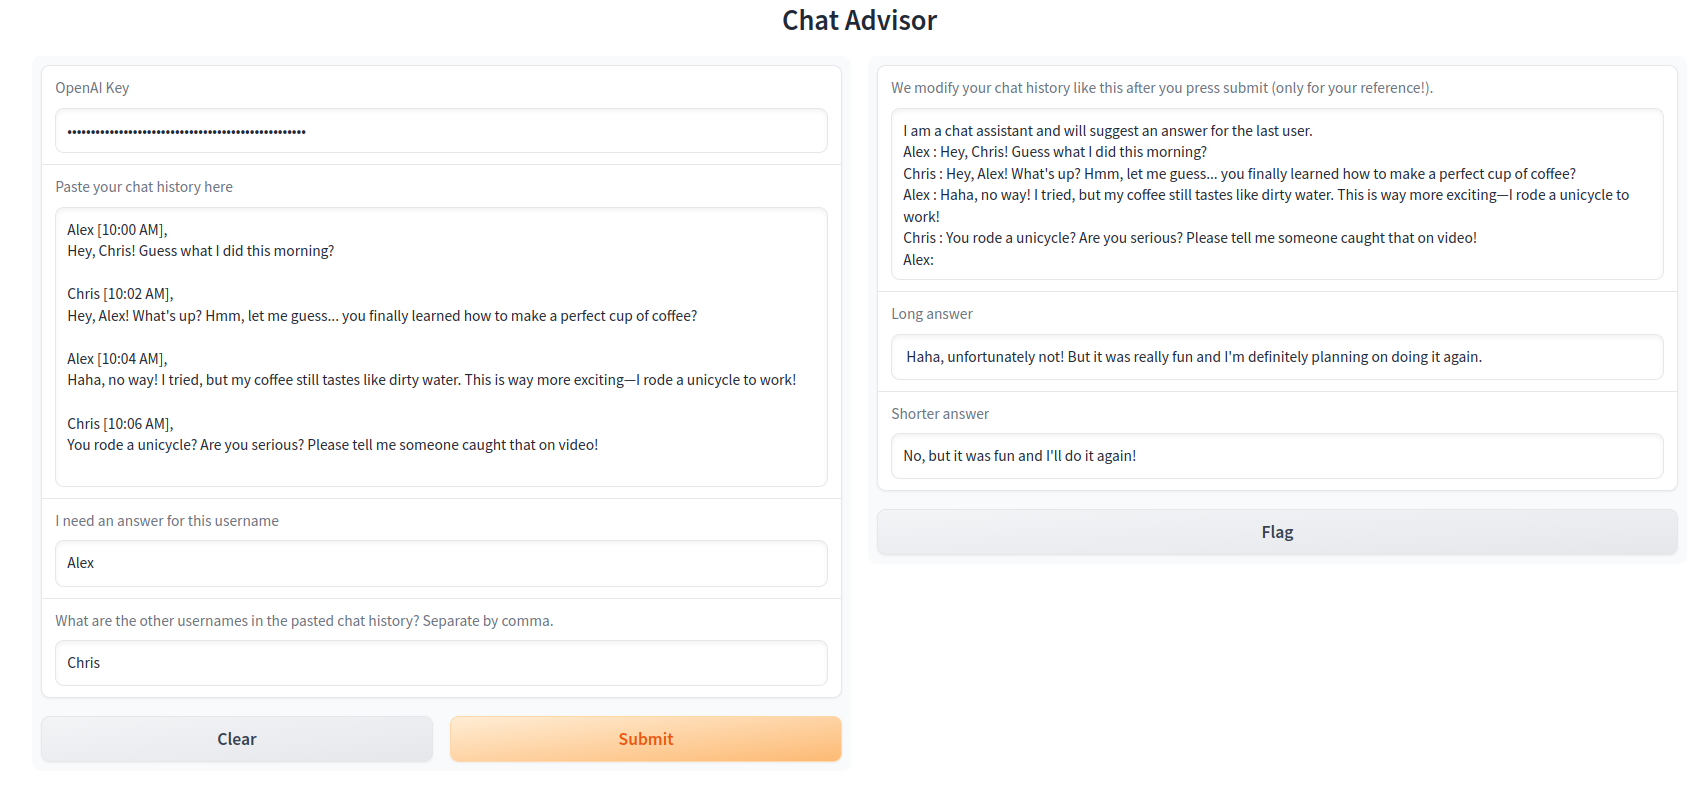 Chat Advisor
OpenAI Key
Paste your chat history here
Alex [10:00 AM],
Hey, Chris! Guess what I did this morning?
Chris [10:02 AM],
Hey, Alex! What's up? Hmm, let me guess... you finally learned how to make a perfect cup of coffee?
Alex [10:04 AM],
Haha, no way! I tried, but my coffee still tastes like dirty water. This is way more exciting—I rode a unicycle to work!
Chris [10:06 AM],
You rode a unicycle? Are you serious? Please tell me someone caught that on video!
I need an answer for this username
Alex
What are the other usernames in the pasted chat history? Separate by comma.
Chris
Clear
Submit
We modify your chat history like this after you press submit (only for your reference!).
I am a chat assistant and will suggest an answer for the last user.
Alex : Hey, Chris! Guess what I did this morning?
Chris : Hey, Alex! What's up? Hmm, let me guess... you finally learned how to make a perfect cup of coffee?
Alex : Haha, no way! I tried, but my coffee still tastes like dirty water. This is way more exciting—I rode a unicycle to
work!
Chris : You rode a unicycle? Are you serious? Please tell me someone caught that on video!
Alex:
Long answer
Haha, unfortunately not! But it was really fun and I'm definitely planning on doing it again.
Shorter answer
No, but it was fun and I'll do it again!
Flag